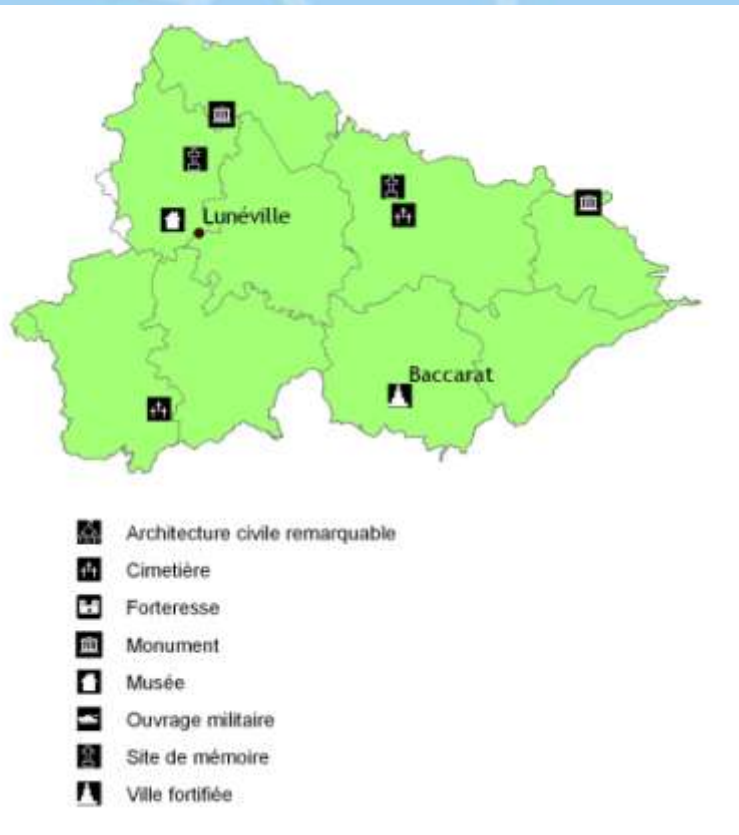 Lunéville
Baccarat
Architecture civile remarquable
Cimetière
Forteresse
Monument
Musée
Ouvrage militaire
Site de mémoire
Ville fortifiée